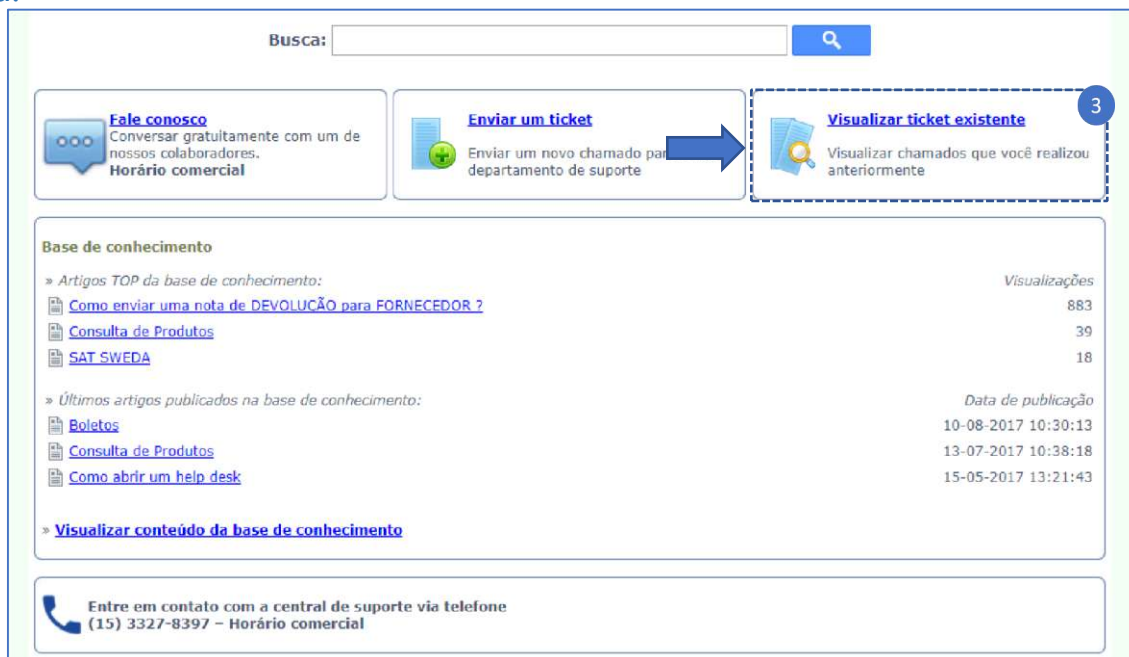 Busca:
Fale conosco
Conversar gratuitamente com um de
nossos colaboradores.
Horário comercial
Enviar um ticket
Enviar um novo chamado
departamento de suporte
3
Visualizar ticket existente
Visualizar chamados que você realizou
anteriormente
Base de conhecimento
» Artigos TOP da base de conhecimento: Visualizações
Como enviar uma nota de DEVOLUÇÃO para FORNECEDOR ? 883
Consulta de Produtos 39
SAT SWEDA 18
» Últimos artigos publicados na base de conhecimento: Data de publicação
Boletos 10-08-2017 10:30:13
Consulta de Produtos 13-07-2017 10:38:18
Como abrir um help desk 15-05-2017 13:21:43
» Visualizar conteúdo da base de conhecimento
Entre em contato com a central de suporte via telefone
(15) 3327-8397 – Horário comercial